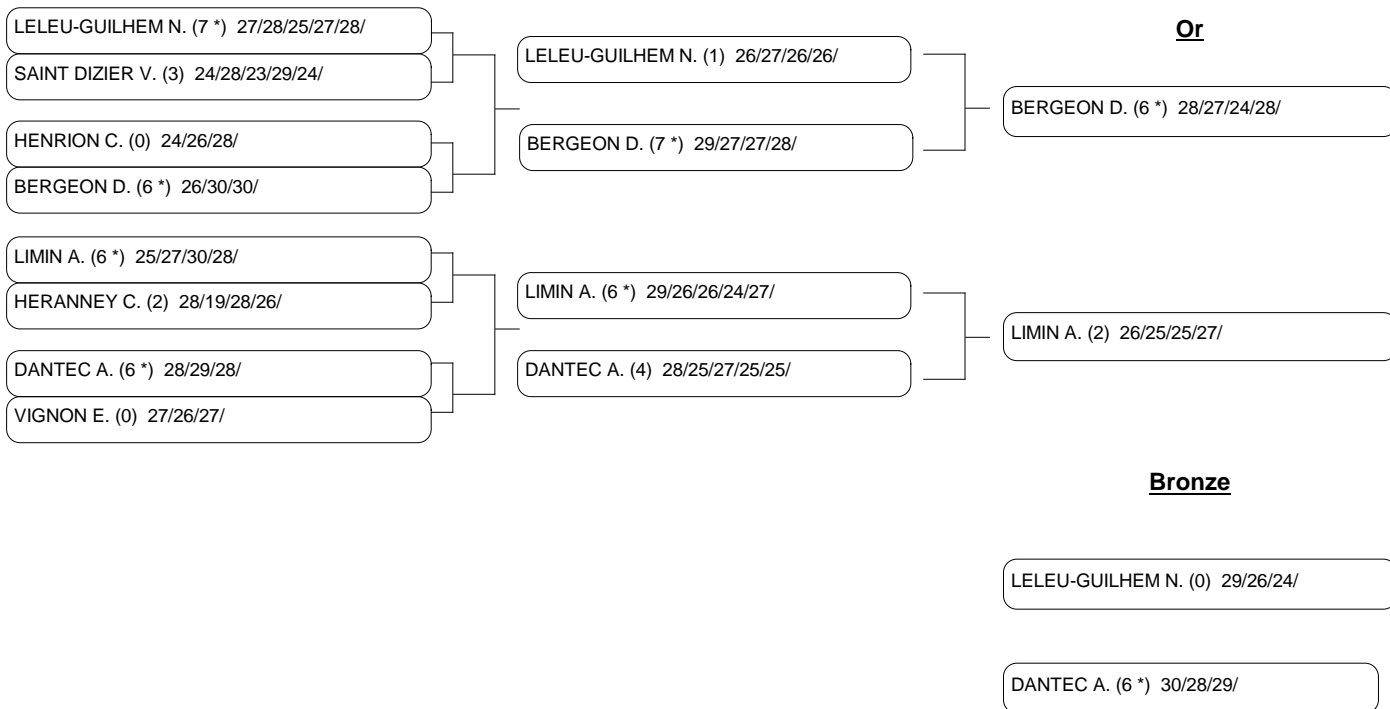 LELEU-GUILHEM N. (7 *) 27/28/25/27/28/
SAINT DIZIER V. (3) 24/28/23/29/24/
HENRION C. (0) 24/26/28/
BERGEON D. (6 *) 26/30/30/
LIMIN A. (6 *) 25/27/30/28/
HERANNEY C. (2) 28/19/28/26/
DANTEC A. (6 *) 28/29/28/
VIGNON E. (0) 27/26/27/
LELEU-GUILHEM N. (1) 26/27/26/26/
BERGEON D. (7 *) 29/27/27/28/
LIMIN A. (6 *) 29/26/26/24/27/
DANTEC A. (4) 28/25/27/25/25/
Or
BERGEON D. (6 *) 28/27/24/28/
LIMIN A. (2) 26/25/25/27/
Bronze
LELEU-GUILHEM N. (0) 29/26/24/
DANTEC A. (6 *) 30/28/29/